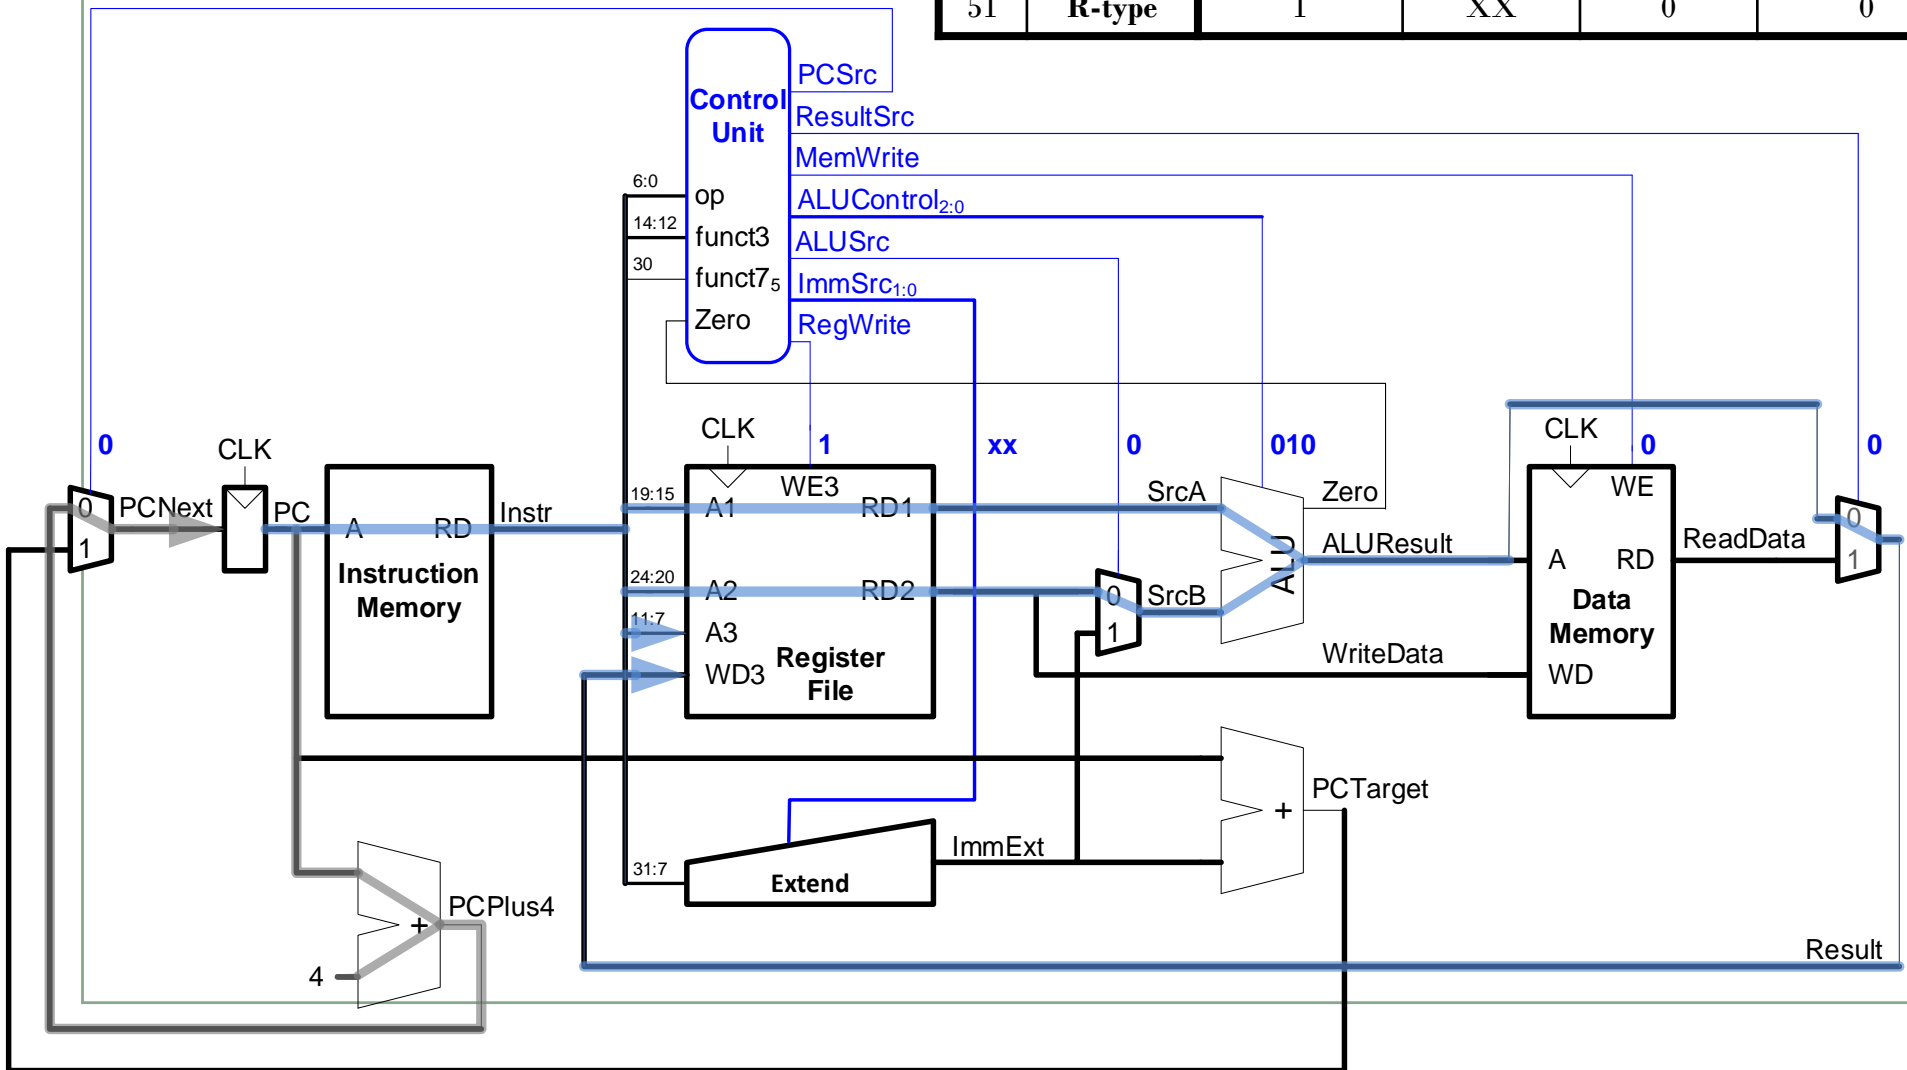 51 R-type 1 XX 0 0
PCSrc
Control
Unit
ResultSrc
MemWrite
6:0 op ALUControl2:0
14:12 funct3 ALUSrc
30 funct75 ImmSrc1:0
Zero RegWrite
0 CLK CLK 1 xx 0 010 CLK 0 0
0 PCNext PC A RD Instr 19:15 A1 WE3 RD1 SrcA Zero WE 0
1 ALU ALUResult A RD ReadData 1
Instruction
Memory
24:20 A2 RD2 0 SrcB Data
Memory
11:7 A3 1
Register
File
WD3 WriteData WD
PCTarget
+
ImmExt
31:7 Extend
PCPlus4
+
4
Result